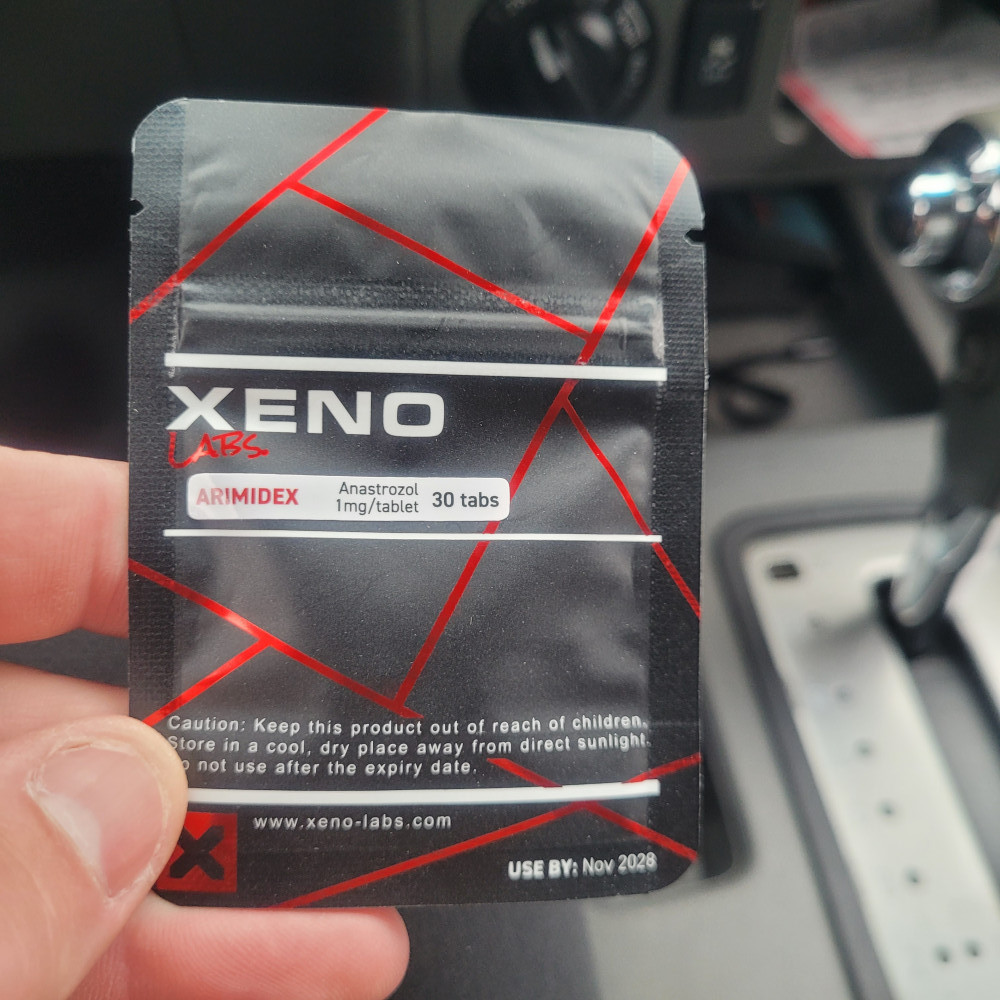 XENO
LABS.
ARIMIDEX
Anastrozol
1mg/tablet
30 tabs
Caution: Keep this product out of reach of children.
Store in a cool, dry place away from direct sunlight.
o not use after the expiry date.
X
www.xeno-labs.com
USE BY: Nov 2028